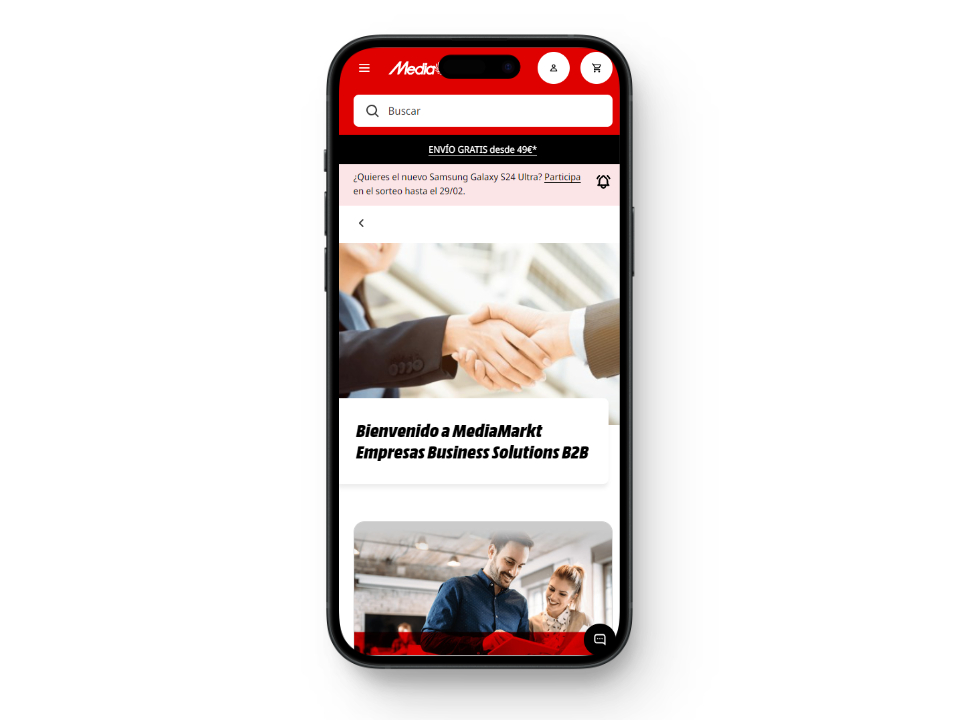 Media
Buscar
ENVÍO GRATIS desde 49€*
¿Quieres el nuevo Samsung Galaxy S24 Ultra? Participa
en el sorteo hasta el 29/02.
Bienvenido a MediaMarkt
Empresas Business Solutions B2B